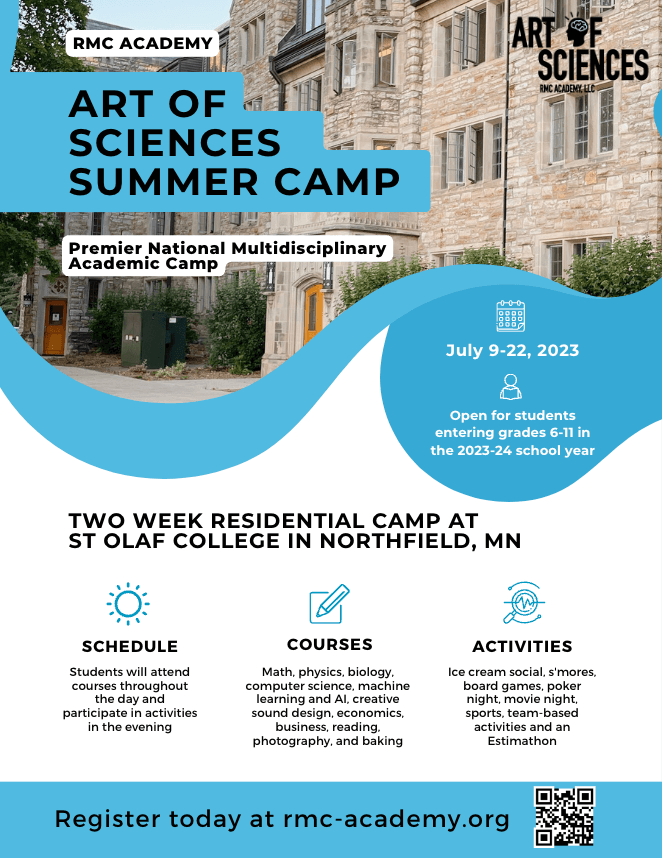 RMC ACADEMY
ART OF
SCIENCES
RMC ACADEMY, LLC
ART OF
SCIENCES
SUMMER CAMP
Premier National Multidisciplinary
Academic Camp
July 9-22, 2023
Open for students
entering grades 6-11 in
the 2023-24 school year
TWO WEEK RESIDENTIAL CAMP AT
ST OLAF COLLEGE IN NORTHFIELD, MN
SCHEDULE
Students will attend
courses throughout
the day and
participate in activities
in the evening
COURSES
Math, physics, biology,
computer science, machine
learning and AI, creative
sound design, economics,
business, reading,
photography, and baking
ACTIVITIES
Ice cream social, s'mores,
board games, poker
night, movie night,
sports, team-based
activities and an
Estimathon
Register today at rmc-academy.org